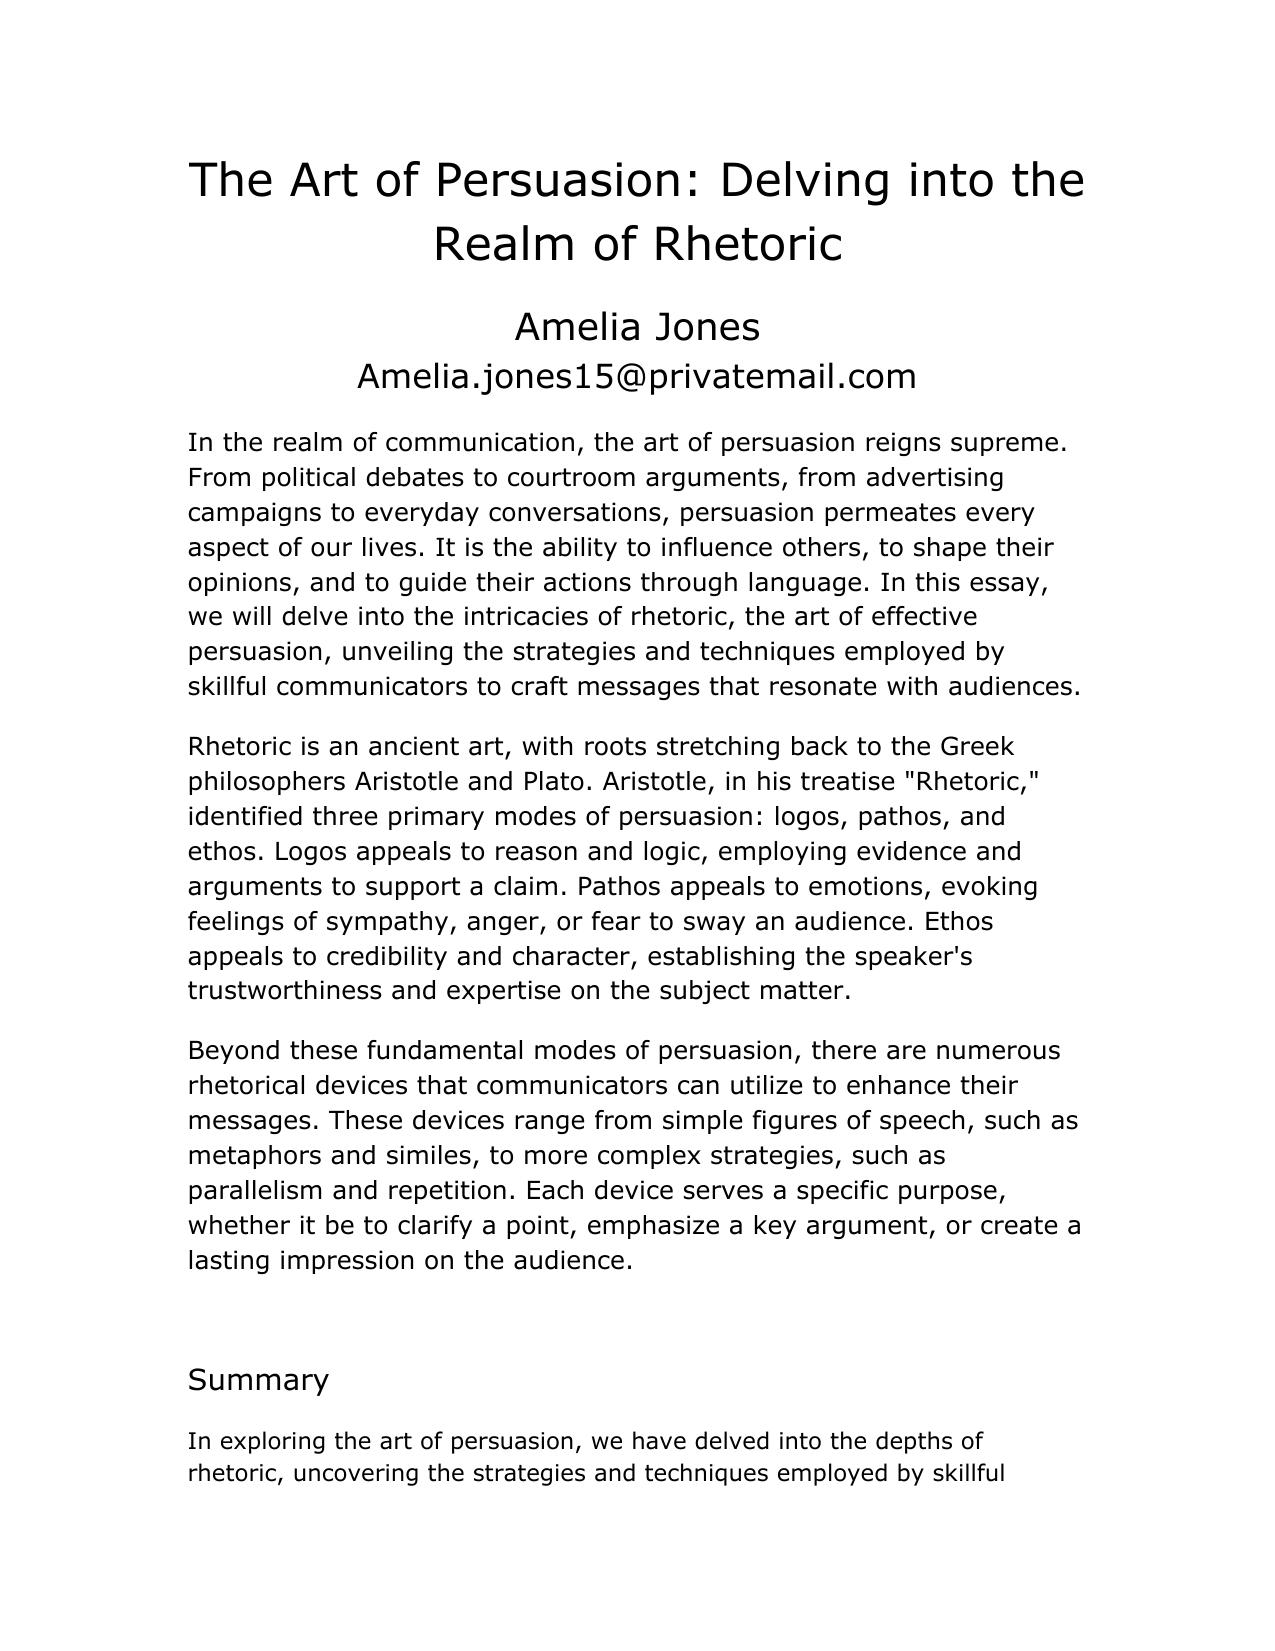 The Art of Persuasion: Delving into the
Realm of Rhetoric
Amelia Jones
Amelia.jones15@privatemail.com
In the realm of communication, the art of persuasion reigns supreme.
From political debates to courtroom arguments, from advertising
campaigns to everyday conversations, persuasion permeates every
aspect of our lives. It is the ability to influence others, to shape their
opinions, and to guide their actions through language. In this essay,
we will delve into the intricacies of rhetoric, the art of effective
persuasion, unveiling the strategies and techniques employed by
skillful communicators to craft messages that resonate with audiences.
Rhetoric is an ancient art, with roots stretching back to the Greek
philosophers Aristotle and Plato. Aristotle, in his treatise "Rhetoric,"
identified three primary modes of persuasion: logos, pathos, and
ethos. Logos appeals to reason and logic, employing evidence and
arguments to support a claim. Pathos appeals to emotions, evoking
feelings of sympathy, anger, or fear to sway an audience. Ethos
appeals to credibility and character, establishing the speaker's
trustworthiness and expertise on the subject matter.
Beyond these fundamental modes of persuasion, there are numerous
rhetorical devices that communicators can utilize to enhance their
messages. These devices range from simple figures of speech, such as
metaphors and similes, to more complex strategies, such as
parallelism and repetition. Each device serves a specific purpose,
whether it be to clarify a point, emphasize a key argument, or create a
lasting impression on the audience.
Summary
In exploring the art of persuasion, we have delved into the depths of
rhetoric, uncovering the strategies and techniques employed by skillful